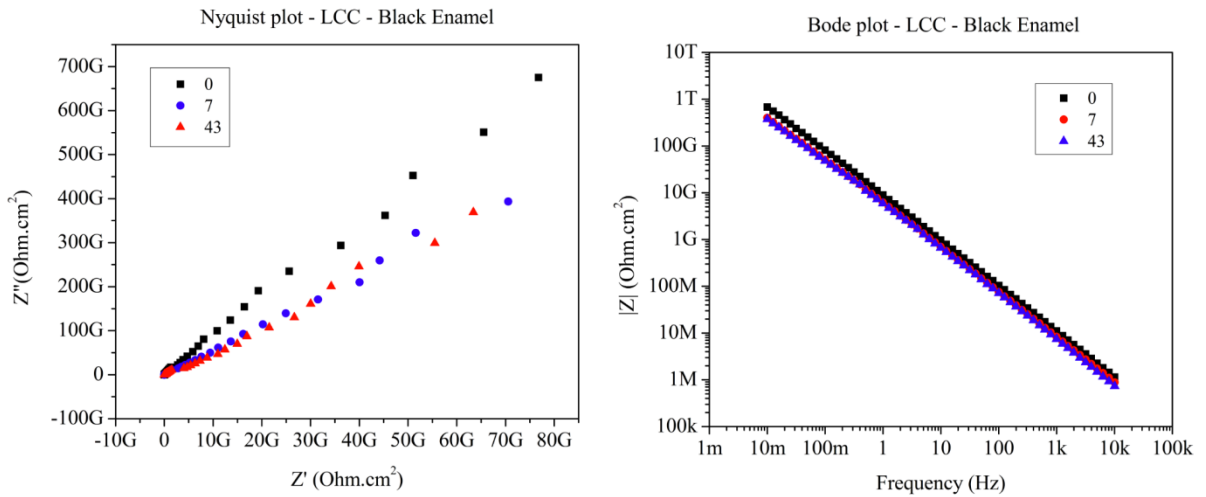 Nyquist plot - LCC - Black Enamel
700G
600G
500G
400G
300G
200G
100G
0
-100G
Z"(Ohm.cm²)
0
7
43
-10G 0 10G 20G 30G 40G 50G 60G 70G 80G
Z' (Ohm.cm²)
Bode plot - LCC - Black Enamel
10T
1T
100G
10G
1G
100M
10M
1M
100k
|Z| (Ohm.cm²)
0
7
43
1m 10m 100m 1 10 100 1k 10k 100k
Frequency (Hz)